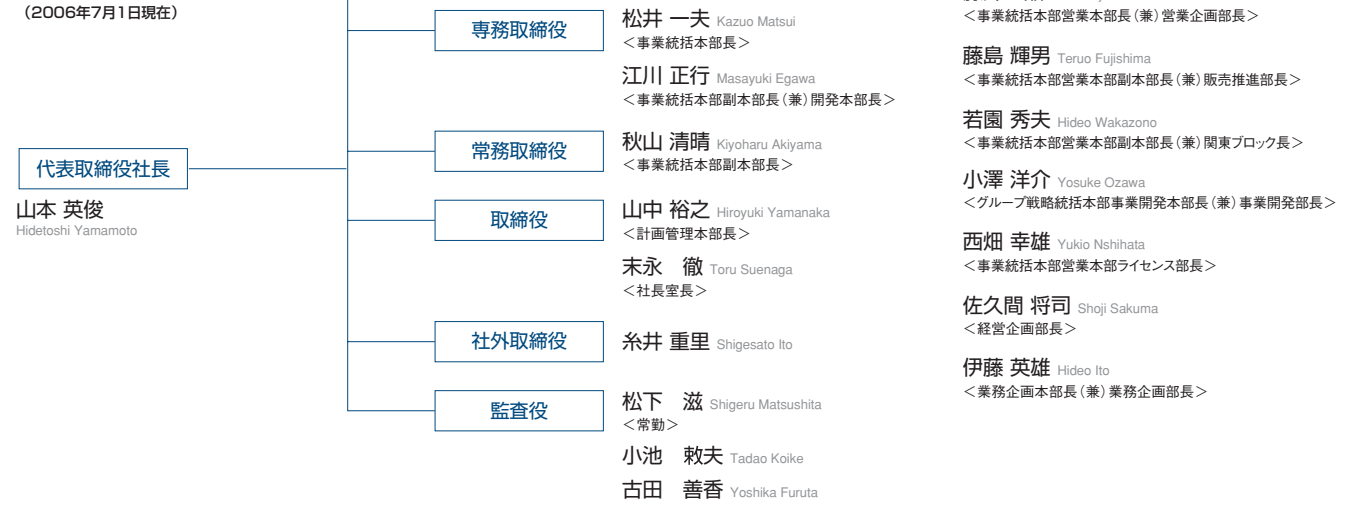 （2006年7月1日現在）
代表取締役社長
山本 英俊
Hidetoshi Yamamoto
専務取締役
松井 一夫 Kazuo Matsui
＜事業統括本部長＞
江川 正行 Masayuki Egawa
＜事業統括本部副本部長（兼）開発本部長＞
常務取締役
秋山 清晴 Kiyoharu Akiyama
＜事業統括本部副本部長＞
取締役
山中 裕之 Hiroyuki Yamanaka
＜計画管理本部長＞
末永　徹 Toru Suenaga
＜社長室長＞
社外取締役
糸井 重里 Shigesato Ito
監査役
松下　滋 Shigeru Matsushita
＜常勤＞
小池　敕夫 Tadao Koike
古田　善香 Yoshika Furuta
＜事業統括本部営業本部長（兼）営業企画部長＞
藤島 輝男 Teruo Fujishima
＜事業統括本部営業本部副本部長（兼）販売推進部長＞
若園 秀夫 Hideo Wakazono
＜事業統括本部営業本部副本部長（兼）関東ブロック長＞
小澤 洋介 Yosuke Ozawa
＜グループ戦略統括本部事業開発本部長（兼）事業開発部長＞
西畑 幸雄 Yukio Nshihata
＜事業統括本部営業本部ライセンス部長＞
佐久間 将司 Shoji Sakuma
＜経営企画部長＞
伊藤 英雄 Hideo Ito
＜業務企画本部長（兼）業務企画部長＞